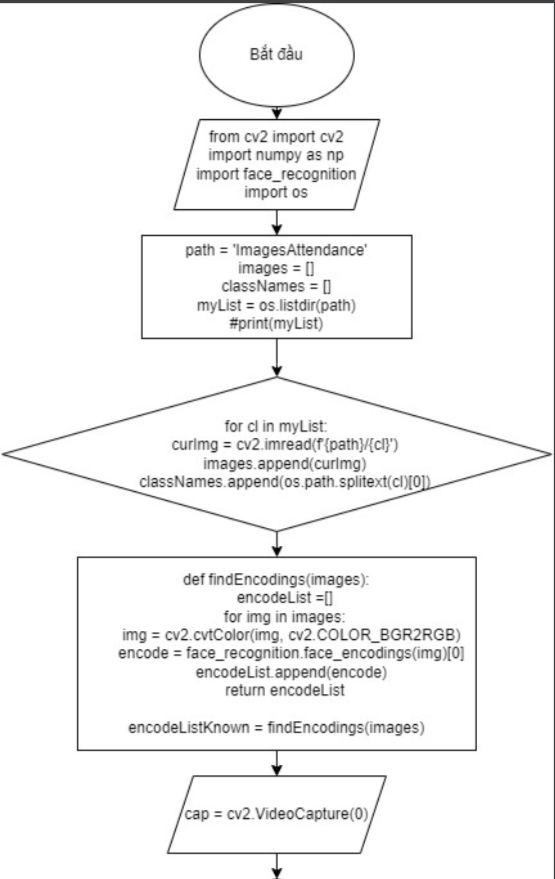 Bắt đầu
from cv2 import cv2
import numpy as np
import face_recognition
import os
path = 'ImagesAttendance'
images = []
classNames = []
myList = os.listdir(path)
#print(myList)
for cl in myList:
curImg = cv2.imread(f'{path}/{cl}')
images.append(curImg)
classNames.append(os.path.splitext(cl)[0])
def findEncodings(images):
encodeList =[]
for img in images:
img = cv2.cvtColor(img, cv2.COLOR_BGR2RGB)
encode = face_recognition.face_encodings(img)[0]
encodeList.append(encode)
return encodeList
encodeListKnown = findEncodings(images)
cap = cv2.VideoCapture(0)